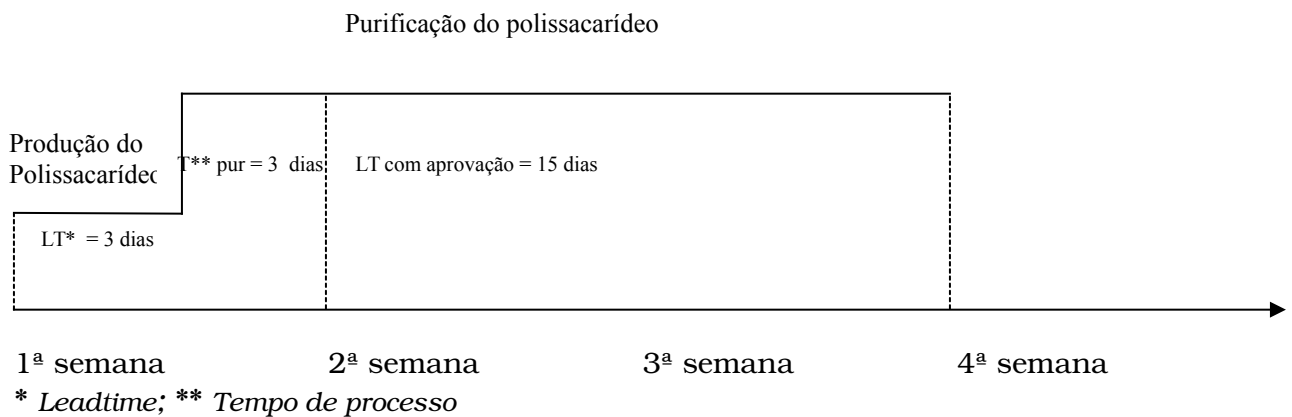 Purificação do polissacarídeo
Produção do
Polissacarídec
T** pur = 3 dias
LT com aprovação = 15 dias
LT* = 3 dias
1ª semana 2ª semana 3ª semana 4ª semana
* Leadtime; ** Tempo de processo